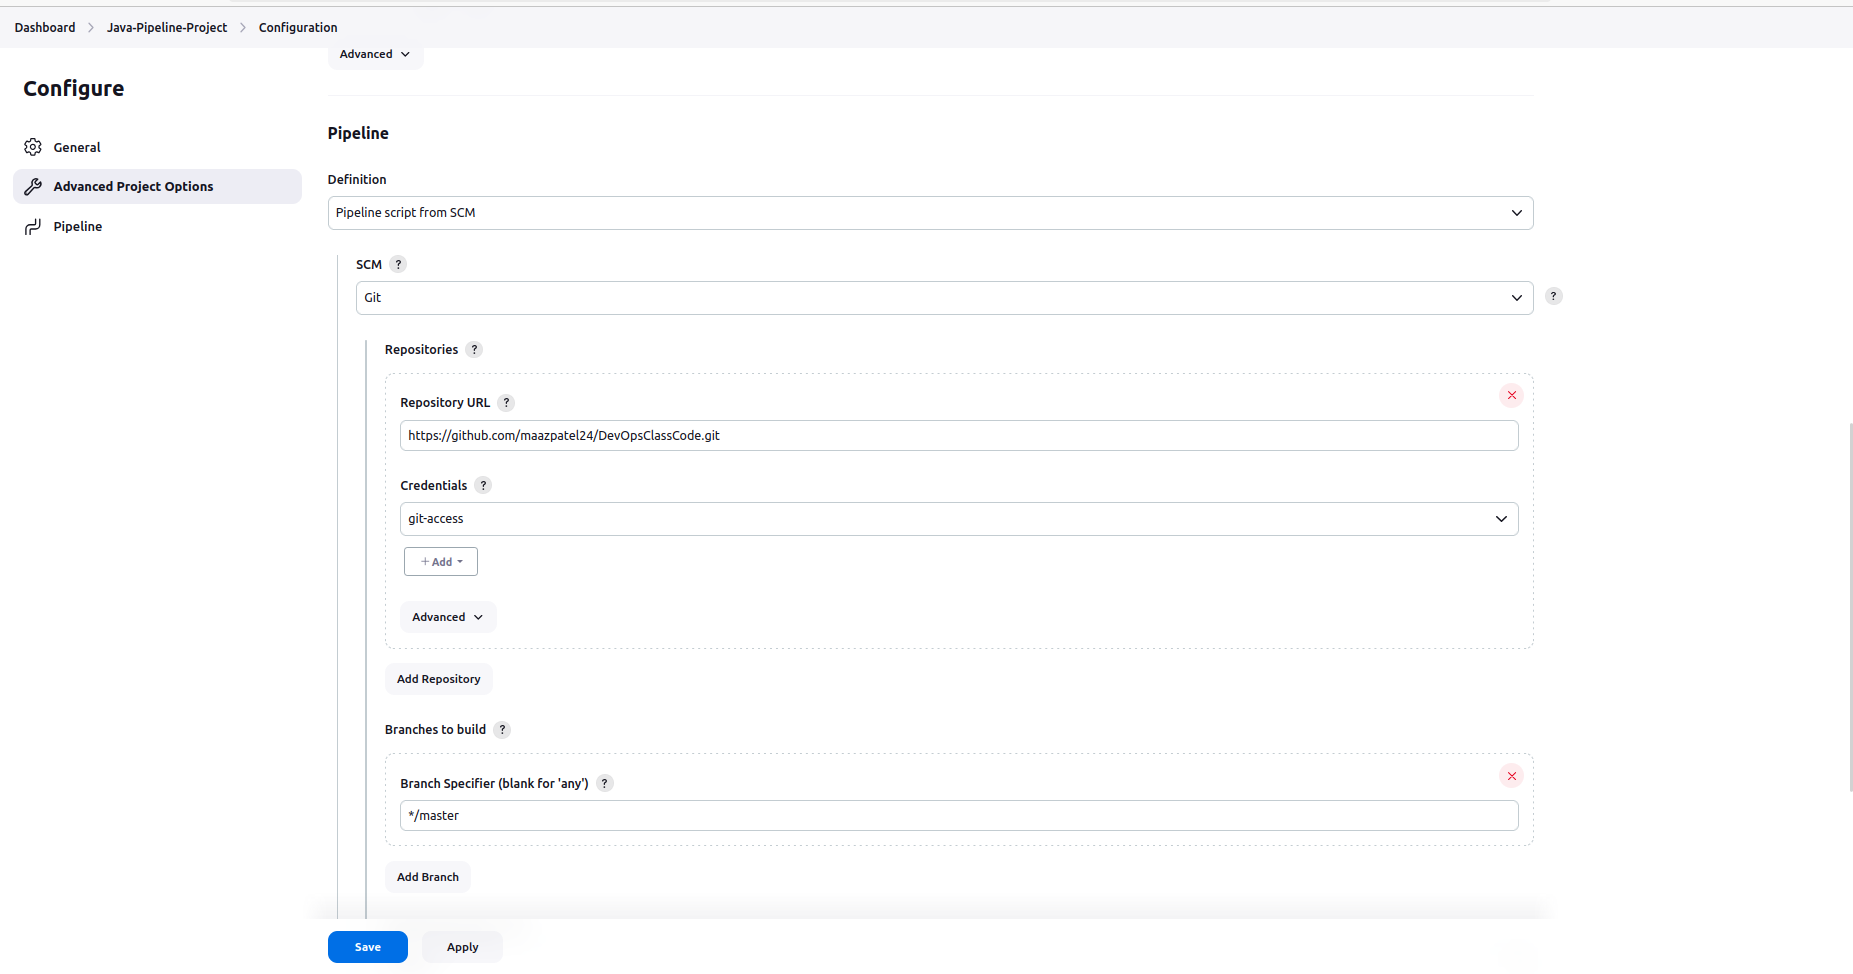 Dashboard > Java-Pipeline-Project > Configuration
Advanced
Configure
General
Advanced Project Options
Pipeline
Pipeline
Definition
Pipeline script from SCM
SCM ?
Git
?
Repositories ?
Repository URL ?
https://github.com/maazpatel24/DevOpsClassCode.git
Credentials ?
git-access
+ Add
Advanced
Add Repository
Branches to build ?
Branch Specifier (blank for 'any') ?
*/master
Add Branch
Save Apply